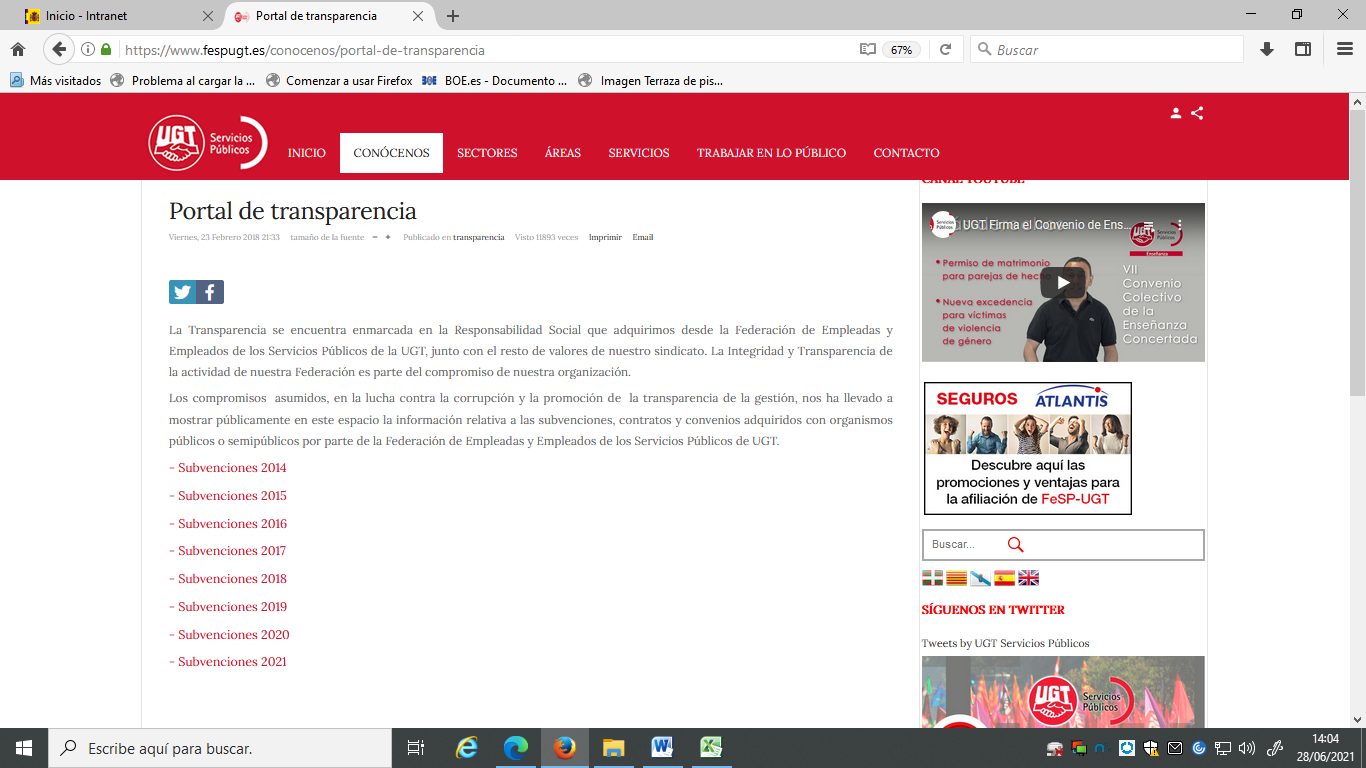 Inicio - Intranet
Portal de transparencia
https://www.fespugt.es/conocenos/portal-de-transparencia
67%
Buscar
Más visitados
Problema al cargar la ...
Comenzar a usar Firefox
BOE.es - Documento ...
Imagen Terraza de pis...
UGT Servicios Públicos
INICIO
CONÓCENOS
SECTORES
ÁREAS
SERVICIOS
TRABAJAR EN LO PÚBLICO
CONTACTO
Portal de transparencia
Viernes, 23 Febrero 2018 21:33 tamaño de la fuente Publicado en transparencia Visto 11893 veces Imprimir Email
La Transparencia se encuentra enmarcada en la Responsabilidad Social que adquirimos desde la Federación de Empleadas y
Empleados de los Servicios Públicos de la UGT, junto con el resto de valores de nuestro sindicato. La Integridad y Transparencia de
la actividad de nuestra Federación es parte del compromiso de nuestra organización.
Los compromisos asumidos, en la lucha contra la corrupción y la promoción de la transparencia de la gestión, nos ha llevado a
mostrar públicamente en este espacio la información relativa a las subvenciones, contratos y convenios adquiridos con organismos
públicos o semipúblicos por parte de la Federación de Empleadas y Empleados de los Servicios Públicos de UGT.
- Subvenciones 2014
- Subvenciones 2015
- Subvenciones 2016
- Subvenciones 2017
- Subvenciones 2018
- Subvenciones 2019
- Subvenciones 2020
- Subvenciones 2021
CANAL YOUTUBE
UGT Firma el Convenio de Ens...
• Permiso de matrimonio
para parejas de hecho
• Nueva excedencia
para víctimas
de violencia
de género
UGT Servicios Públicos
Enseñanza
VII
Convenio
Colectivo
de la
Enseñanza
Concertada
SEGUROS ATLANTIS
Descubre aquí las
promociones y ventajas para
la afiliación de FeSP-UGT
Buscar...
SÍGUENOS EN TWITTER
Tweets by UGT Servicios Públicos
UGT Servicios Públicos
Escribe aquí para buscar.
14:04
28/06/2021